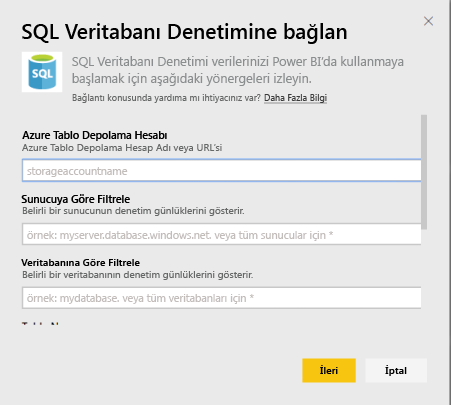 SQL Veritabanı Denetimine bağlan
SQL
SQL Veritabanı Denetimi verilerinizi Power BI'da kullanmaya
başlamak için aşağıdaki yönergeleri izleyin.
Bağlantı konusunda yardıma mı ihtiyacınız var? Daha Fazla Bilgi
Azure Tablo Depolama Hesabı
Azure Tablo Depolama Hesap Adı veya URL'si
storageaccountname
Sunucuya Göre Filtrele
Belirli bir sunucunun denetim günlüklerini gösterir.
örnek: myserver.database.windows.net. veya tüm sunucular için *
Veritabanına Göre Filtrele
Belirli bir veritabanının denetim günlüklerini gösterir.
örnek: mydatabase. veya tüm veritabanları için *
İleri
İptal